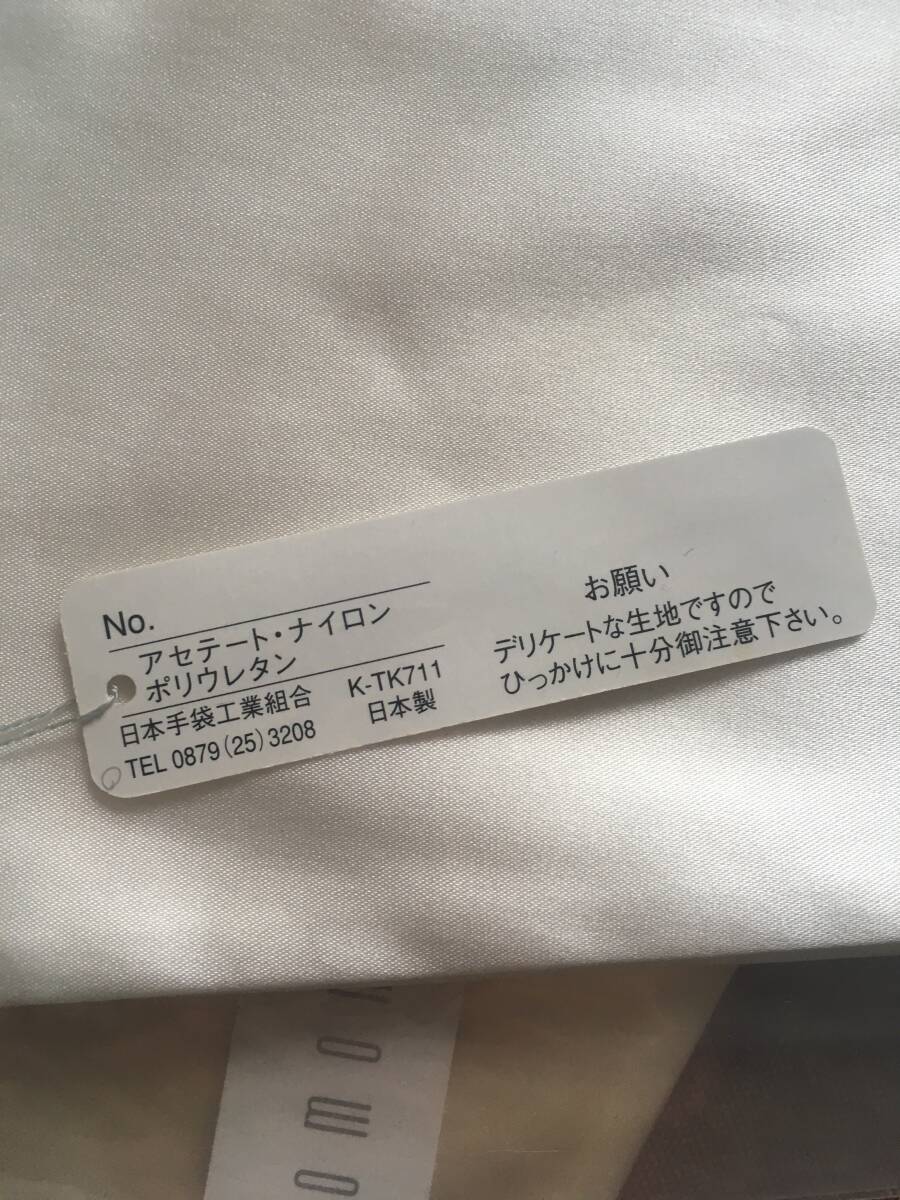 No.
アセテート・ナイロン
ポリウレタン
日本手袋工業組合 K-TK711
TEL 0879(25)3208 日本製
お願い
デリケートな生地ですので
ひっかけに十分御注意下さい。